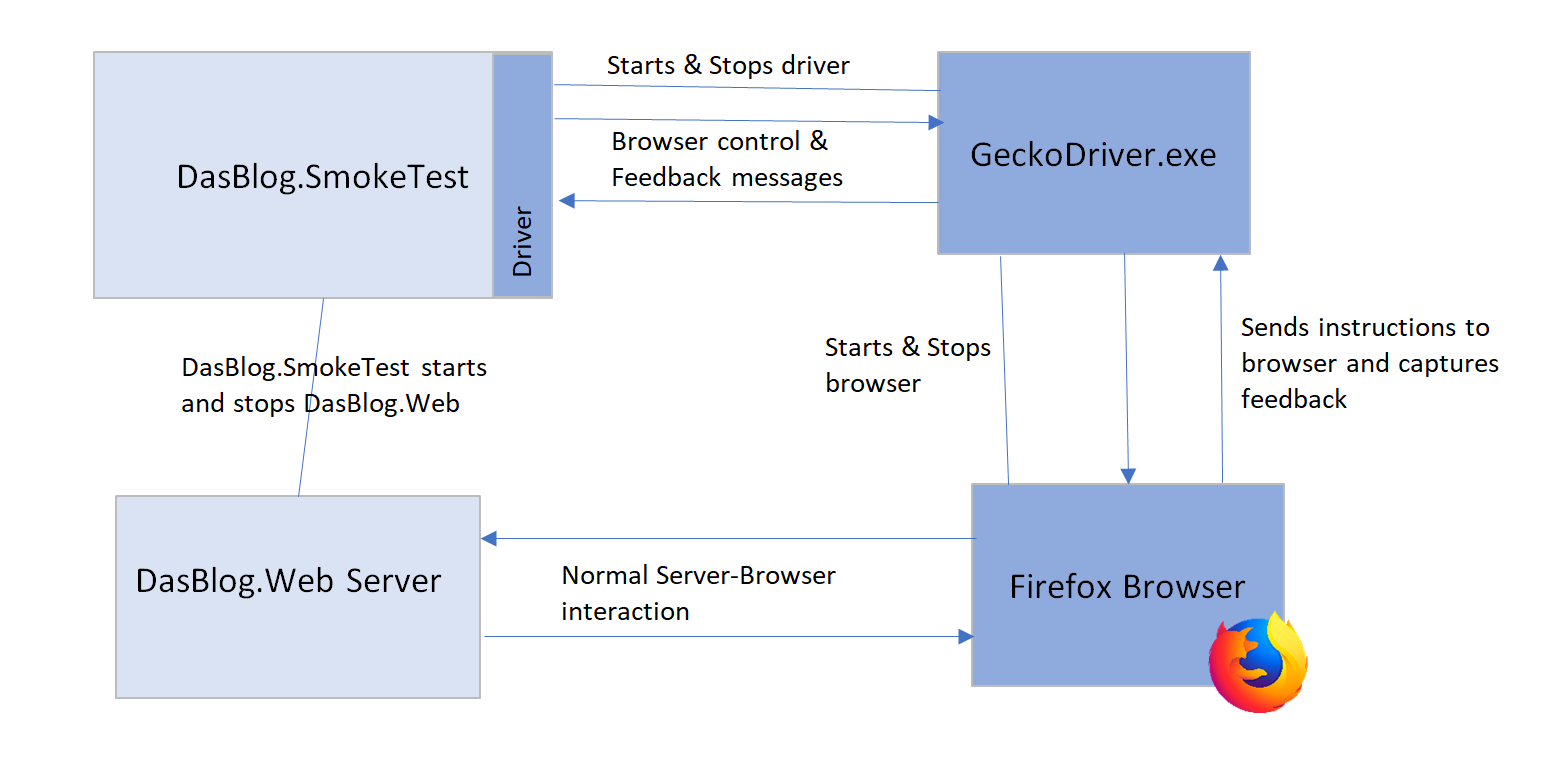 Starts & Stops driver
DasBlog.SmokeTest
Driver
Browser control &
Feedback messages
GeckoDriver.exe
DasBlog.SmokeTest starts
and stops DasBlog.Web
Starts & Stops
browser
Sends instructions to
browser and captures
feedback
DasBlog.Web Server
Normal Server-Browser
interaction
Firefox Browser